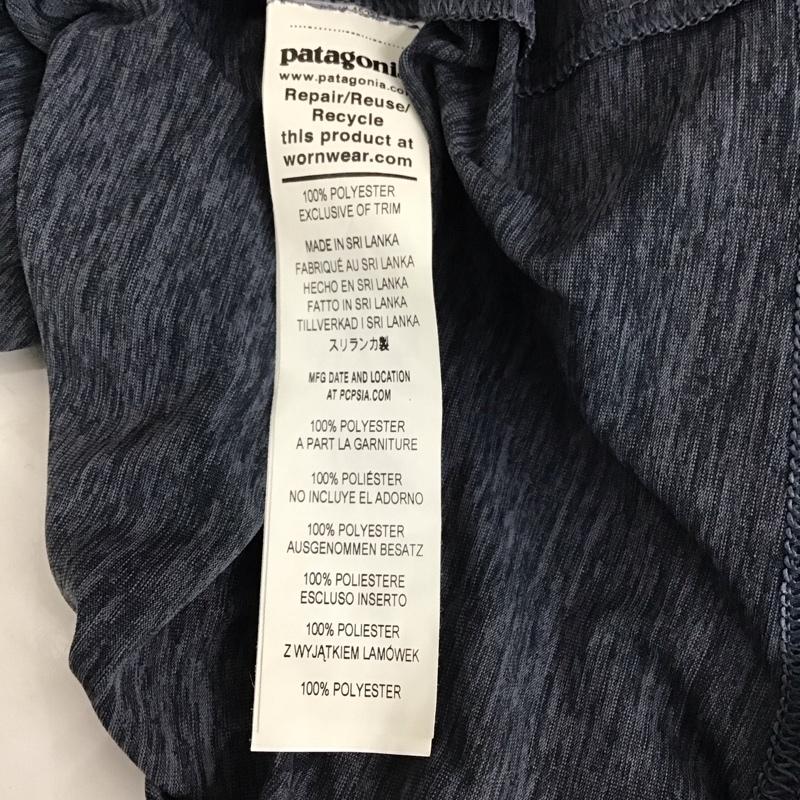 patagoni
www.patagonia.co
Repair/Reuse/
Recycle
this product at
wornwear.com
100% POLYESTER
EXCLUSIVE OF TRIM
MADE IN SRI LANKA
FABRIQUÉ AU SRI LANKA
HECHO EN SRI LANKA
FATTO IN SRI LANKA
TILLVERKAD I SRI LANKA
スリランカ製
MFG DATE AND LOCATION
AT PCPSIA.COM
100% POLYESTER
A PART LA GARNITURE
100% POLIÉSTER
NO INCLUYE EL ADORNO
100% POLYESTER
AUSGENOMMEN BESATZ
100% POLIESTERE
ESCLUSO INSERTO
100% POLIESTER
Z WYJĄTKIEM LAMÓWEK
100% POLYESTER